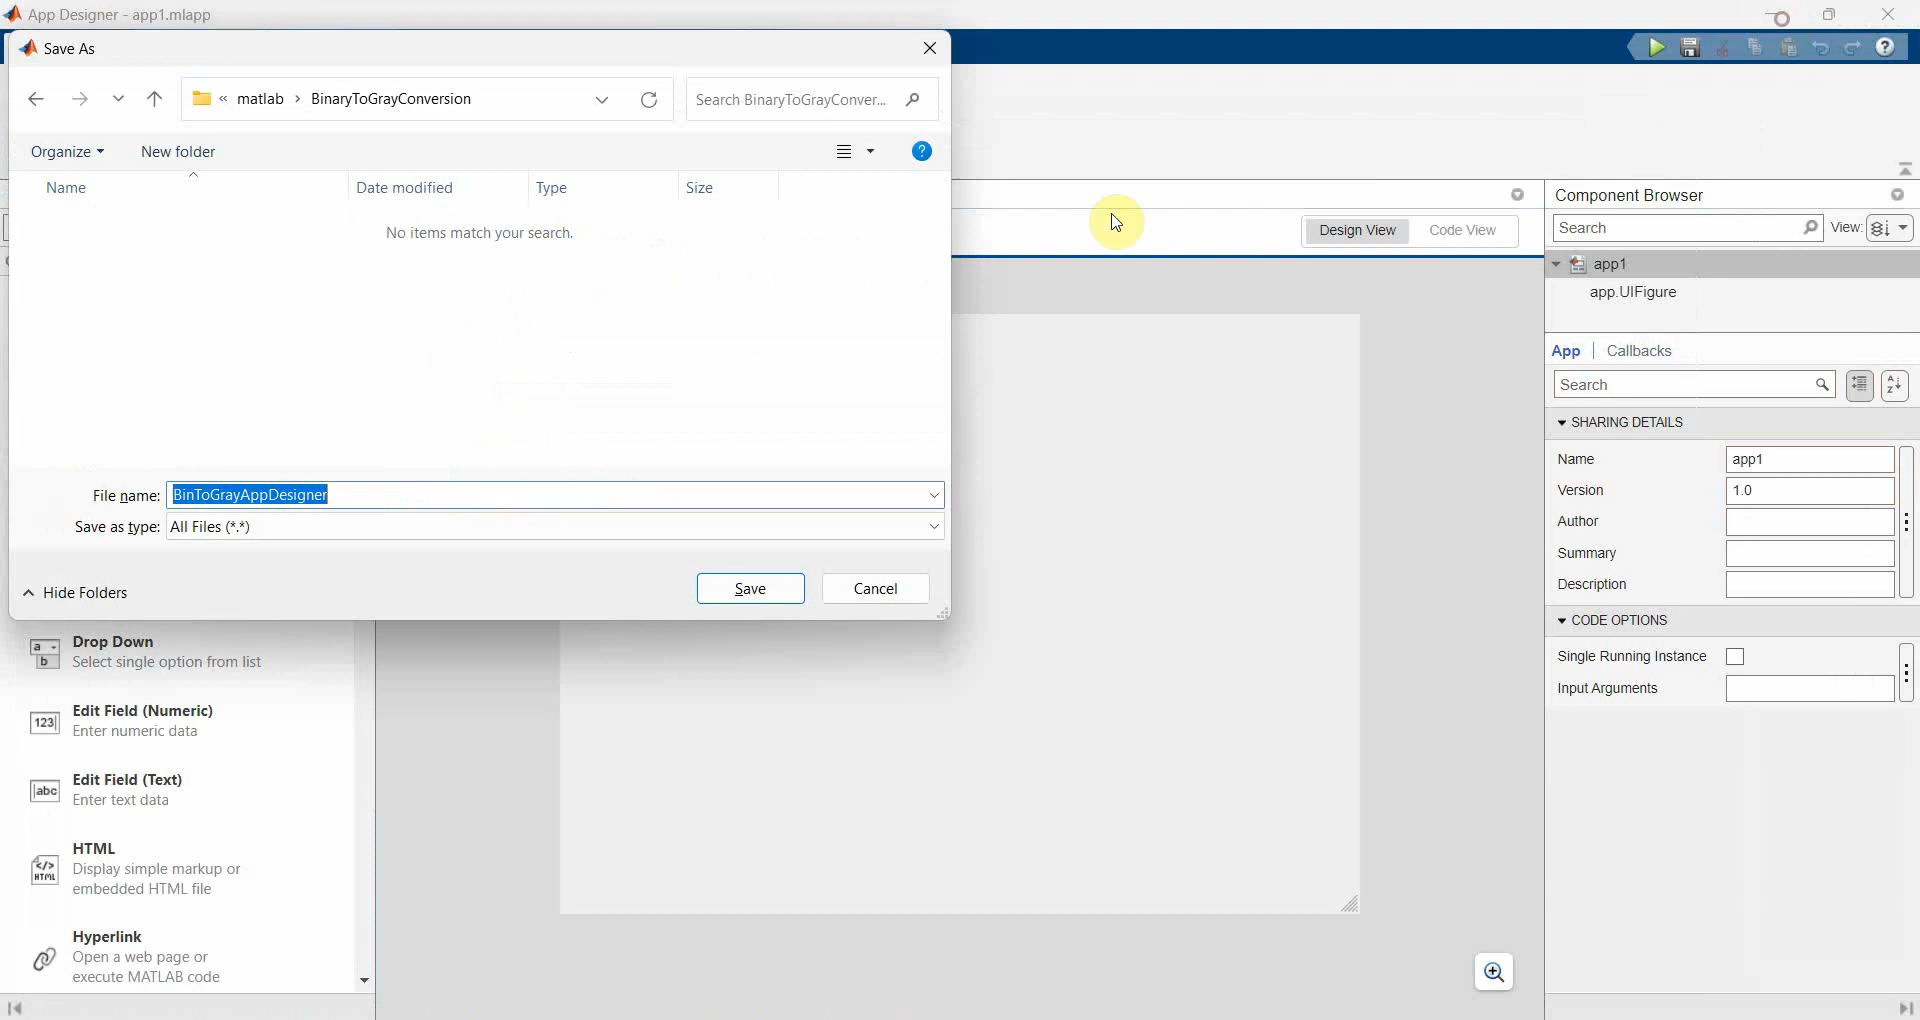 App Designer - app1.mlapp
Save As
« matlab › BinaryToGrayConversion
Search BinaryToGrayConver...
Organize
New folder
Name
Date modified
Type
Size
No items match your search.
File name: BinToGrayAppDesigner
Save as type: All Files (*.*)
Hide Folders
Save
Cancel
Drop Down
Select single option from list
Edit Field (Numeric)
Enter numeric data
Edit Field (Text)
Enter text data
HTML
Display simple markup or
embedded HTML file
Hyperlink
Open a web page or
execute MATLAB code
Design View
Code View
Component Browser
Search
View:
app1
app.UIFigure
App | Callbacks
Search
SHARING DETAILS
Name app1
Version 1.0
Author
Summary
Description
CODE OPTIONS
Single Running Instance
Input Arguments